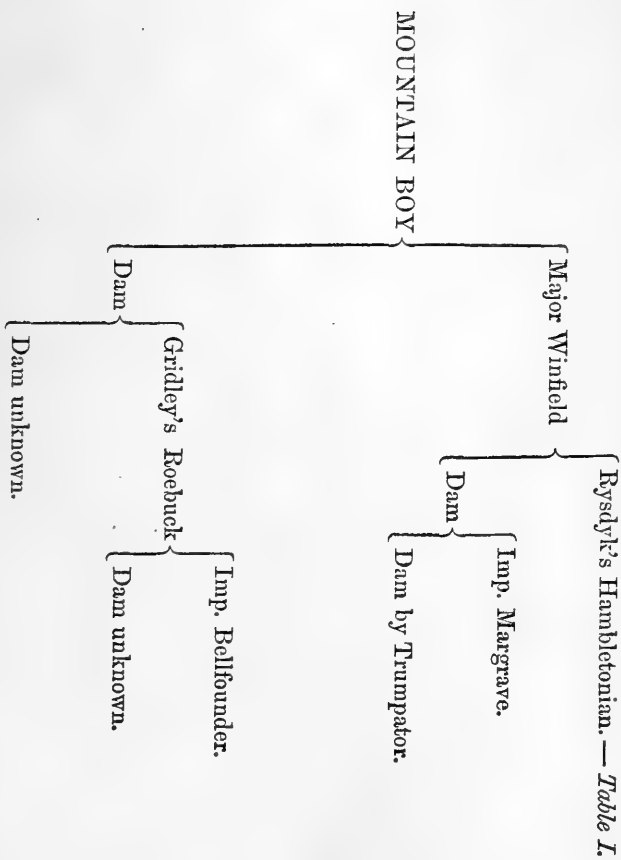 MOUNTAIN BOY
Major Winfield
Rysdyk's Hambletonian. — Table I.
Dam
Imp. Margrave.
Dam by Trumpator.
Dam
Gridley's Roebuck
Imp. Bellfounder.
Dam unknown.
Dam unknown.